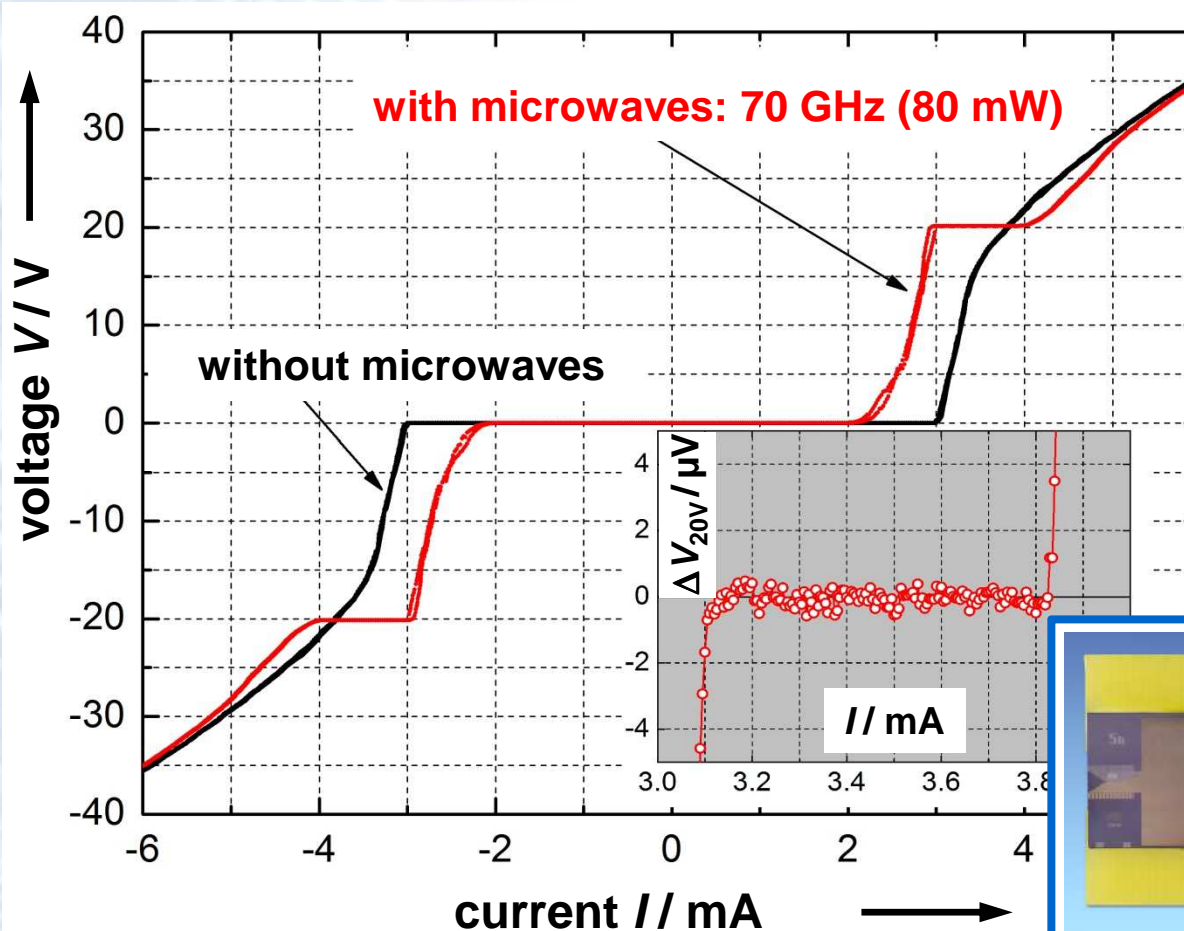 40
30
20
10
0
-10
-20
-30
-40
voltage V / V
with microwaves: 70 GHz (80 mW)
without microwaves
4
2
0
-2
-4
ΔV20V / µV
I / mA
3.0 3.2 3.4 3.6 3.8
-6 -4 -2 0 2 4
current I / mA